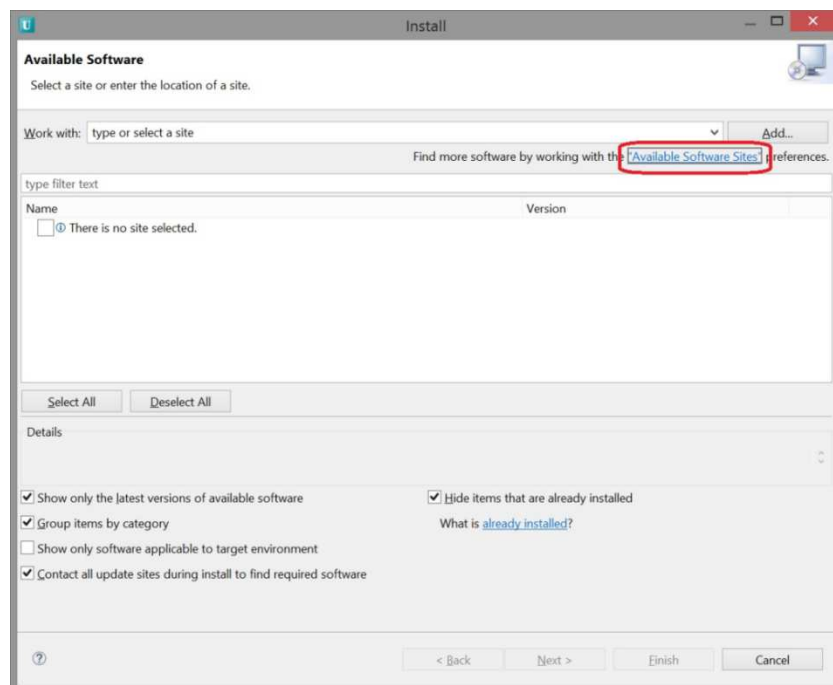 U Install
Available Software
Select a site or enter the location of a site.
Work with: type or select a site Add...
Find more software by working with the "Available Software Sites" preferences.
type filter text
Name Version
There is no site selected.
Select All Deselect All
Details
Show only the latest versions of available software Hide items that are already installed
Group items by category What is already installed?
Show only software applicable to target environment
Contact all update sites during install to find required software
? < Back Next > Finish Cancel